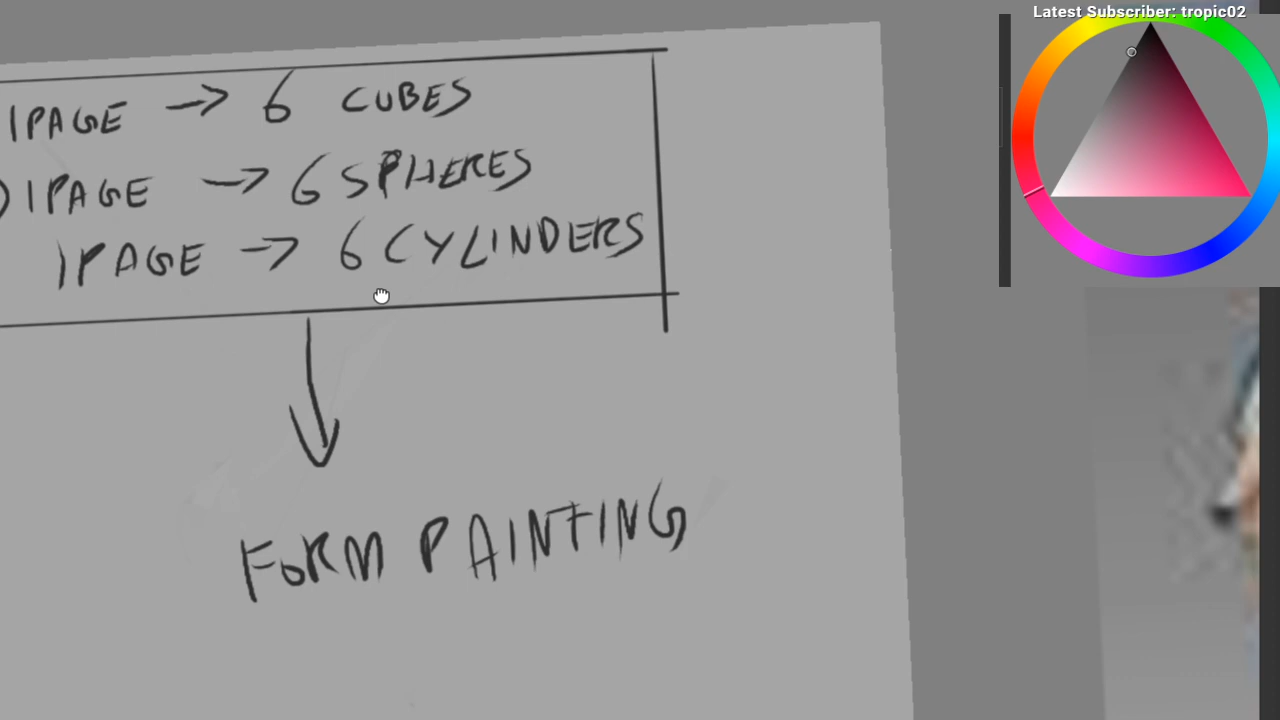 Latest Subscriber: tropic02
1PAGE → 6 CUBES
) 1PAGE → 6 SPHERES
1PAGE → 6 CYLINDERS
FORM PAINTING